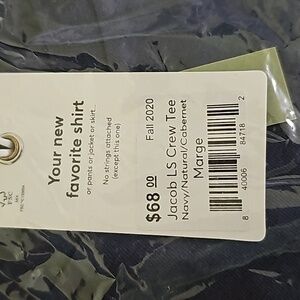 Your new
favorite shirt
or pants or jacket or skirt...
No strings attached
(except this one)
Fall 2020
$68.00
Jacob LS Crew Tee
Navy/Natural/Cabernet
Marge
8 40006 84718 2
FSC